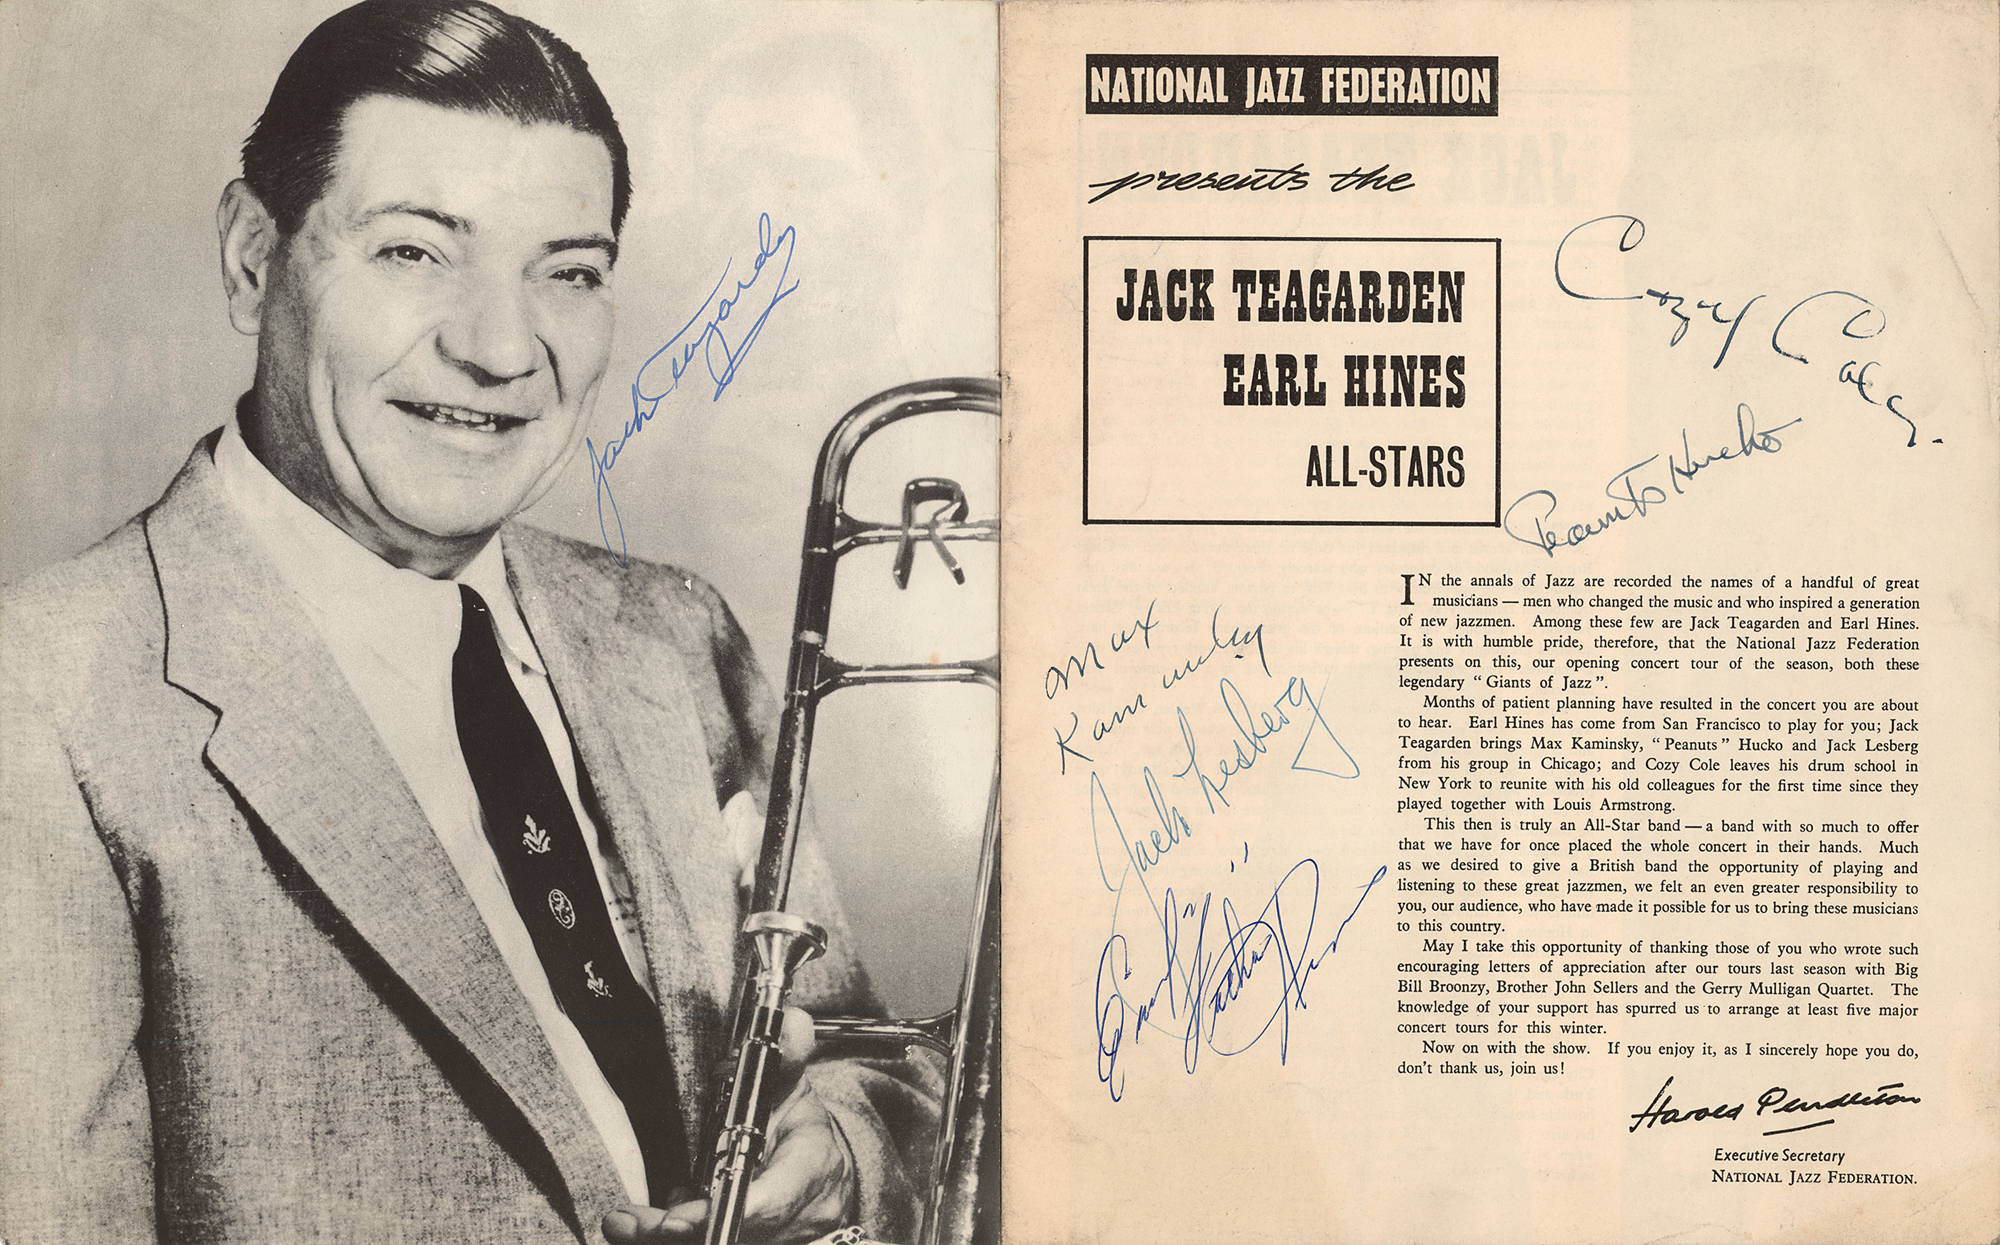 Jack Teagarden
NATIONAL JAZZ FEDERATION
presents the
JACK TEAGARDEN
EARL HINES
ALL-STARS
Cozy Cole.
Peanuts Hucko
Max
Kaminsky
Jack Lesberg
Earl "Fatha" Hines
IN the annals of Jazz are recorded the names of a handful of great
musicians — men who changed the music and who inspired a generation
of new jazzmen. Among these few are Jack Teagarden and Earl Hines.
It is with humble pride, therefore, that the National Jazz Federation
presents on this, our opening concert tour of the season, both these
legendary " Giants of Jazz ".
Months of patient planning have resulted in the concert you are about
to hear. Earl Hines has come from San Francisco to play for you; Jack
Teagarden brings Max Kaminsky, " Peanuts " Hucko and Jack Lesberg
from his group in Chicago; and Cozy Cole leaves his drum school in
New York to reunite with his old colleagues for the first time since they
played together with Louis Armstrong.
This then is truly an All-Star band — a band with so much to offer
that we have for once placed the whole concert in their hands. Much
as we desired to give a British band the opportunity of playing and
listening to these great jazzmen, we felt an even greater responsibility to
you, our audience, who have made it possible for us to bring these musicians
to this country.
May I take this opportunity of thanking those of you who wrote such
encouraging letters of appreciation after our tours last season with Big
Bill Broonzy, Brother John Sellers and the Gerry Mulligan Quartet. The
knowledge of your support has spurred us to arrange at least five major
concert tours for this winter.
Now on with the show. If you enjoy it, as I sincerely hope you do,
don't thank us, join us!
Harold Pendleton
Executive Secretary
NATIONAL JAZZ FEDERATION.